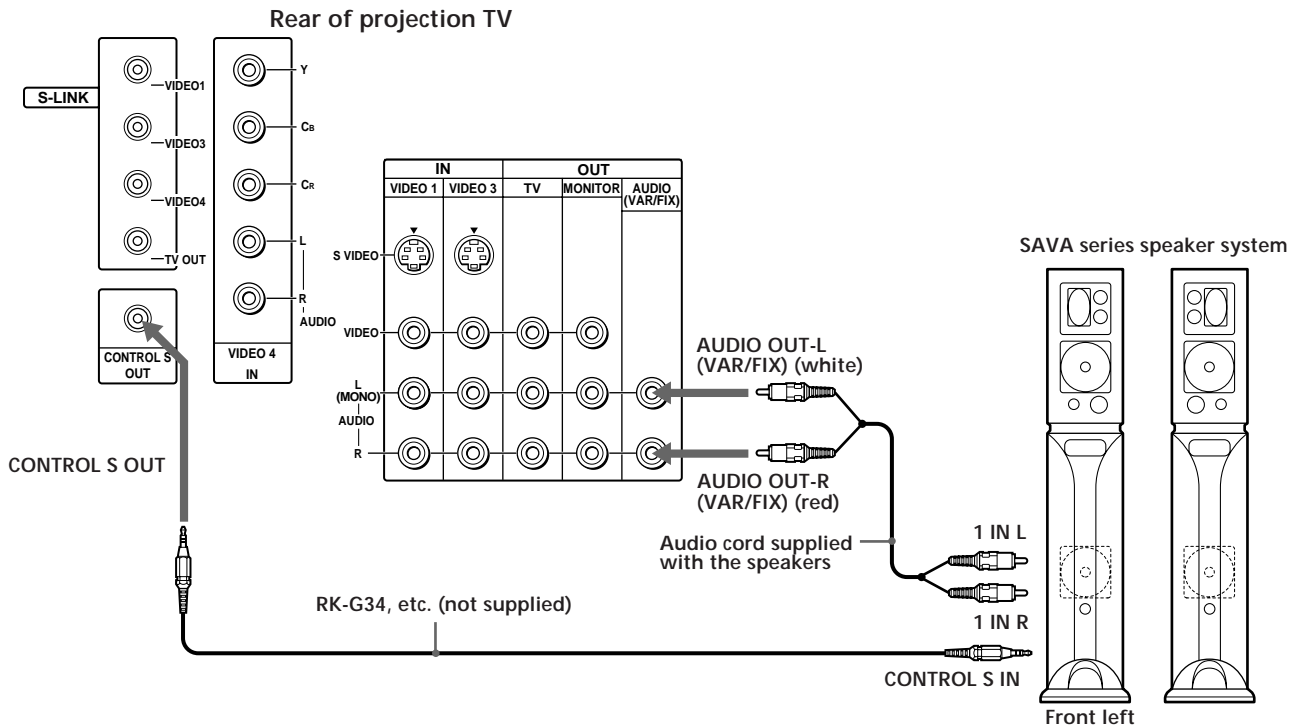 Rear of projection TV
S-LINK
VIDEO1
VIDEO3
VIDEO4
TV OUT
CONTROL S
OUT
Y
CB
CR
L
R
AUDIO
VIDEO 4
IN
IN
OUT
VIDEO 1
VIDEO 3
TV
MONITOR
AUDIO
(VAR/FIX)
S VIDEO
VIDEO
L
(MONO)
AUDIO
R
CONTROL S OUT
AUDIO OUT-L
(VAR/FIX) (white)
AUDIO OUT-R
(VAR/FIX) (red)
Audio cord supplied
with the speakers
RK-G34, etc. (not supplied)
SAVA series speaker system
1 IN L
1 IN R
CONTROL S IN
Front left